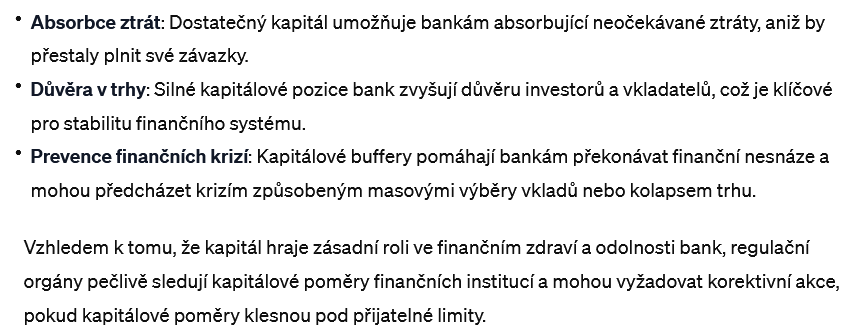 • Absorbce ztrát: Dostatečný kapitál umožňuje bankám absorbující neočekávané ztráty, aniž by
přestaly plnit své závazky.
• Důvěra v trhy: Silné kapitálové pozice bank zvyšují důvěru investorů a vkladatelů, což je klíčové
pro stabilitu finančního systému.
• Prevence finančních krizí: Kapitálové buffery pomáhají bankám překonávat finanční nesnáze a
mohou předcházet krizím způsobeným masovými výběry vkladů nebo kolapsem trhu.
Vzhledem k tomu, že kapitál hraje zásadní roli ve finančním zdraví a odolnosti bank, regulační
orgány pečlivě sledují kapitálové poměry finančních institucí a mohou vyžadovat korektivní akce,
pokud kapitálové poměry klesnou pod přijatelné limity.